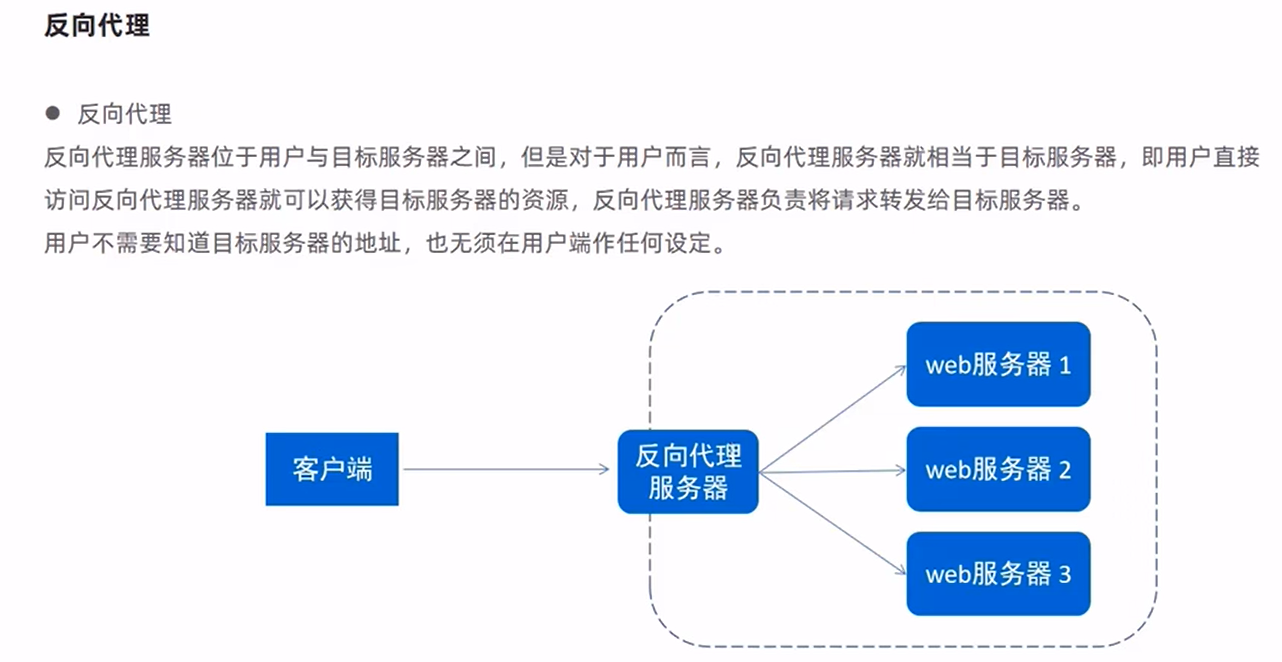 反向代理
● 反向代理
反向代理服务器位于用户与目标服务器之间，但是对于用户而言，反向代理服务器就相当于目标服务器，即用户直接
访问反向代理服务器就可以获得目标服务器的资源，反向代理服务器负责将请求转发给目标服务器。
用户不需要知道目标服务器的地址，也无须在用户端作任何设定。
web服务器 1
客户端
反向代理
服务器
web服务器 2
web服务器 3